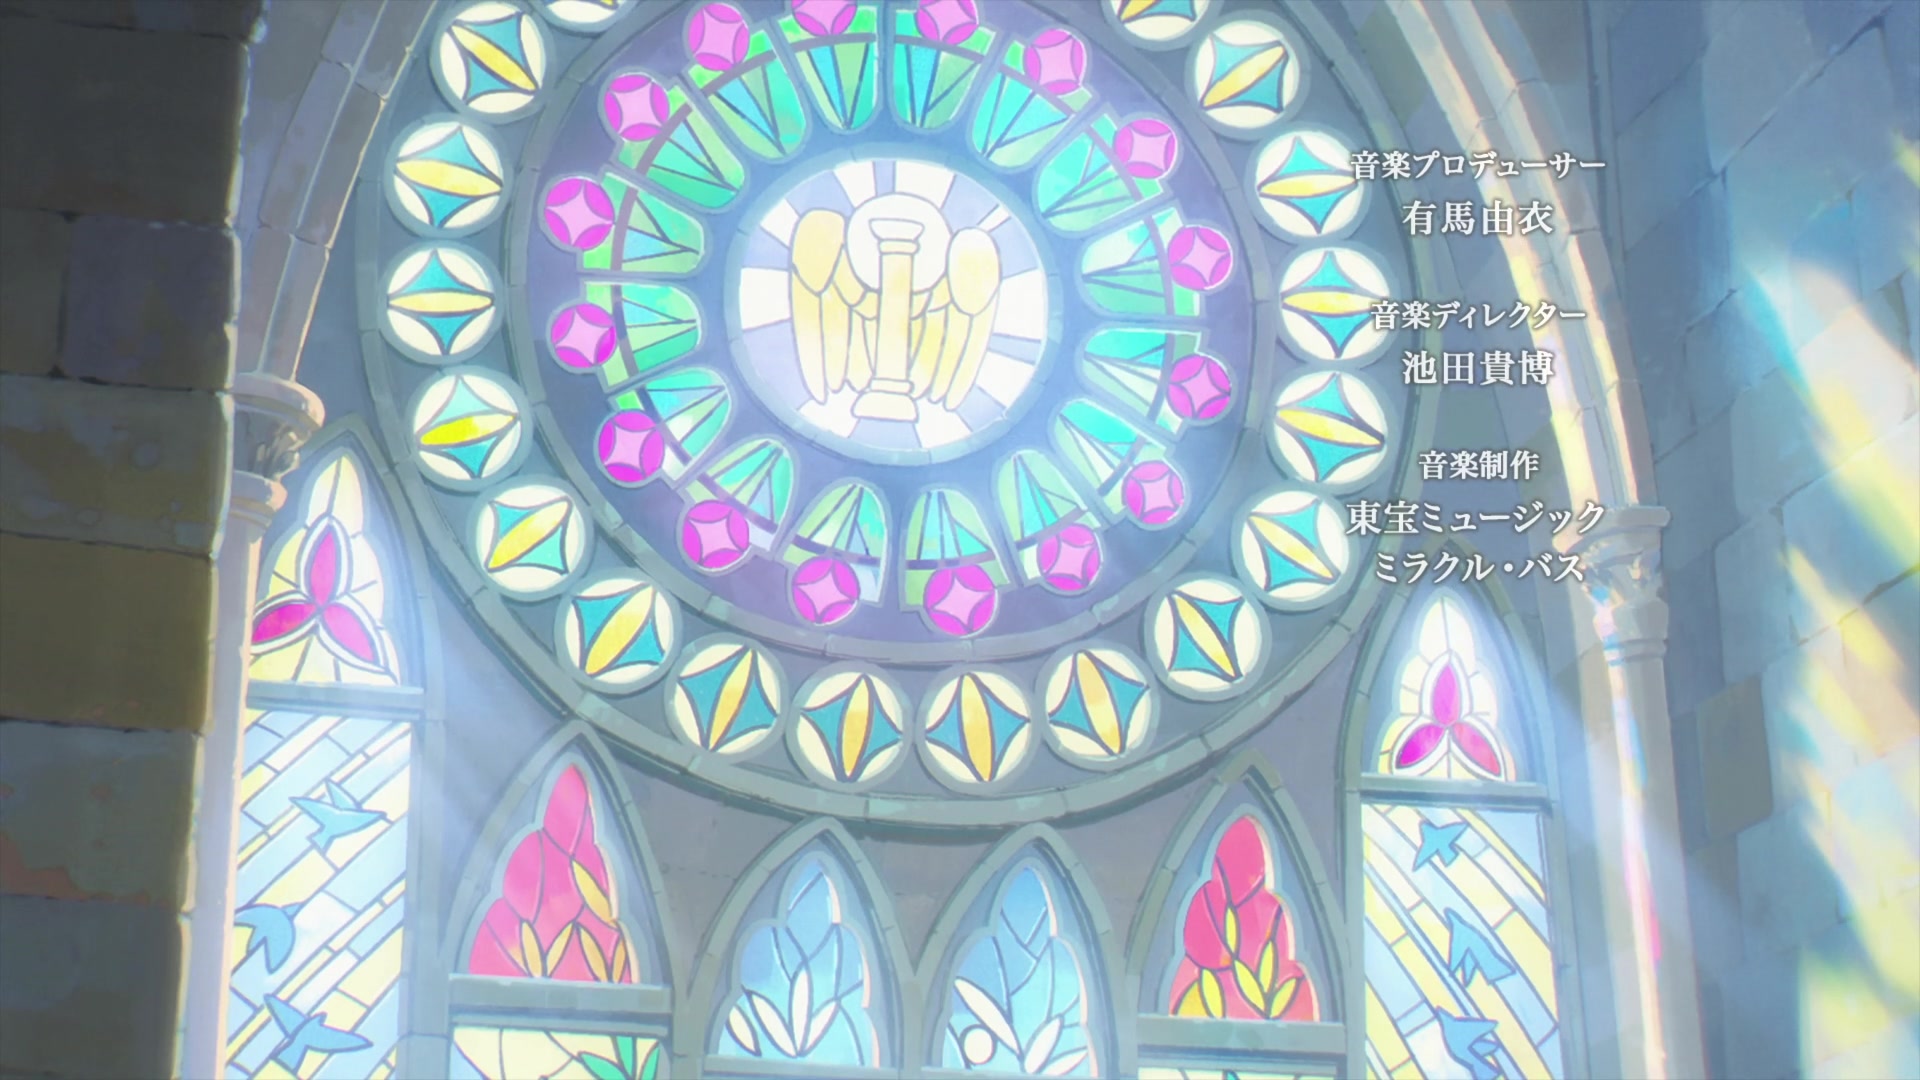 音楽プロデューサー
有馬由衣
音楽ディレクター
池田貴博
音楽制作
東宝ミュージック
ミラクル・バス